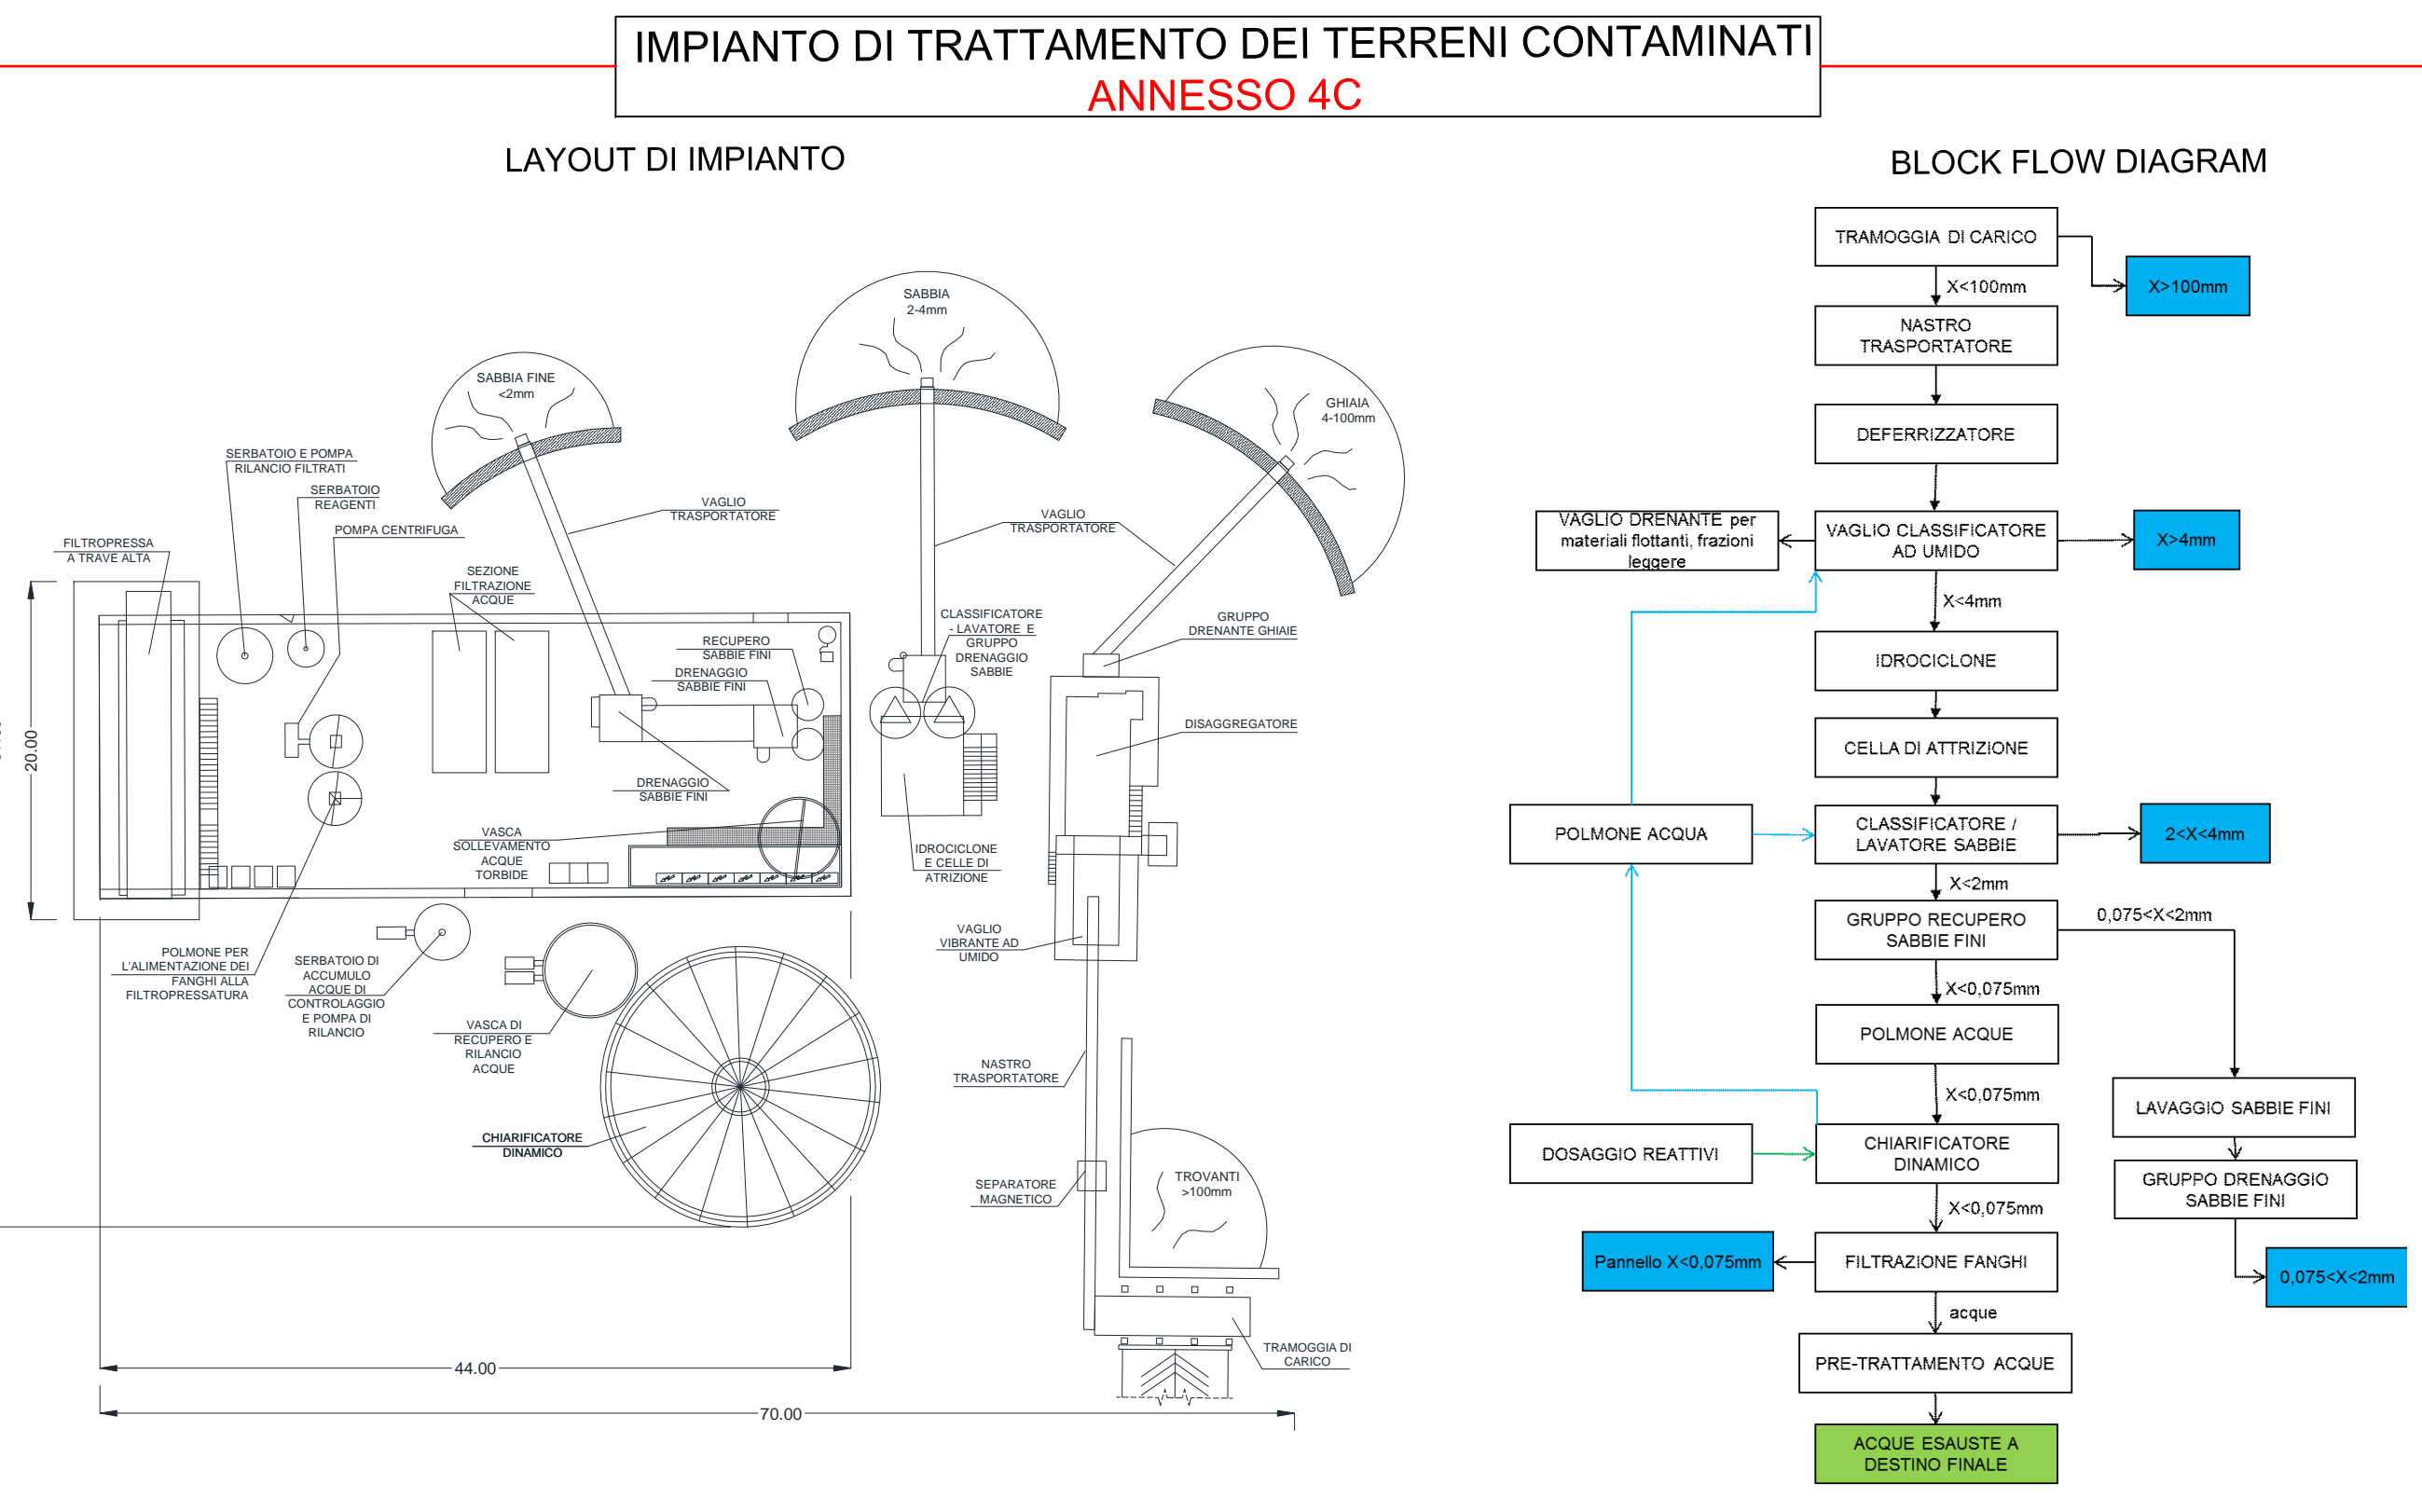 IMPIANTO DI TRATTAMENTO DEI TERRENI CONTAMINATI
ANNESSO 4C
LAYOUT DI IMPIANTO
SABBIA
2-4mm
SABBIA FINE
<2mm
GHIAIA
4-100mm
SERBATOIO E POMPA
RILANCIO FILTRATI
SERBATOIO
REAGENTI
POMPA CENTRIFUGA
FILTROPRESSA
A TRAVE ALTA
SEZIONE
FILTRAZIONE
ACQUE
VAGLIO
TRASPORTATORE
VAGLIO
TRASPORTATORE
RECUPERO
SABBIE FINI
DRENAGGIO
SABBIE FINI
CLASSIFICATORE
- LAVATORE E
GRUPPO
DRENAGGIO
SABBIE
GRUPPO
DRENANTE GHIAIE
DISAGGREGATORE
20.00
DRENAGGIO
SABBIE FINI
VASCA
SOLLEVAMENTO
ACQUE
TORBIDE
IDROCICLONE
E CELLE DI
ATRIZIONE
VAGLIO
VIBRANTE AD
UMIDO
POLMONE PER
L'ALIMENTAZIONE DEI
FANGHI ALLA
FILTROPRESSATURA
SERBATOIO DI
ACCUMULO
ACQUE DI
CONTROLAGGIO
E POMPA DI
RILANCIO
VASCA DI
RECUPERO E
RILANCIO
ACQUE
CHIARIFICATORE
DINAMICO
NASTRO
TRASPORTATORE
SEPARATORE
MAGNETICO
TROVANTI
>100mm
TRAMOGGIA DI
CARICO
44.00
70.00
BLOCK FLOW DIAGRAM
TRAMOGGIA DI CARICO
X>100mm
X<100mm
NASTRO
TRASPORTATORE
DEFERRIZZATORE
VAGLIO DRENANTE per
materiali flottanti, frazioni
leggere
VAGLIO CLASSIFICATORE
AD UMIDO
X>4mm
X<4mm
IDROCICLONE
CELLA DI ATTRIZIONE
POLMONE ACQUA
CLASSIFICATORE /
LAVATORE SABBIE
2<X<4mm
X<2mm
GRUPPO RECUPERO
SABBIE FINI
0,075<X<2mm
X<0,075mm
POLMONE ACQUE
X<0,075mm
LAVAGGIO SABBIE FINI
DOSAGGIO REATTIVI
CHIARIFICATORE
DINAMICO
GRUPPO DRENAGGIO
SABBIE FINI
X<0,075mm
Pannello X<0,075mm
FILTRAZIONE FANGHI
0,075<X<2mm
acque
PRE-TRATTAMENTO ACQUE
ACQUE ESAUSTE A
DESTINO FINALE